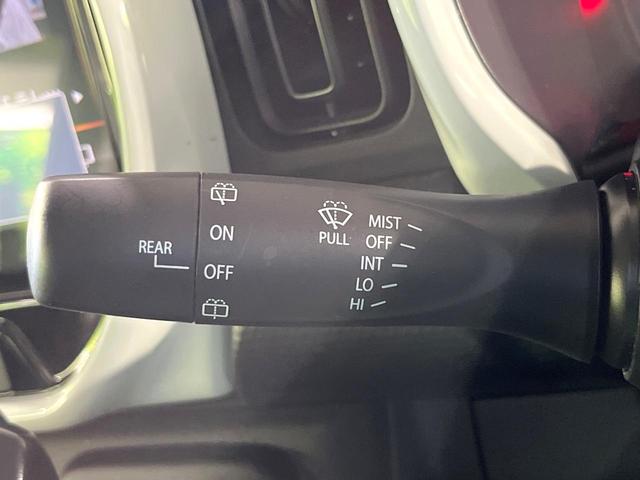 REAR
ON
OFF
PULL
MIST
OFF
INT
LO
HI